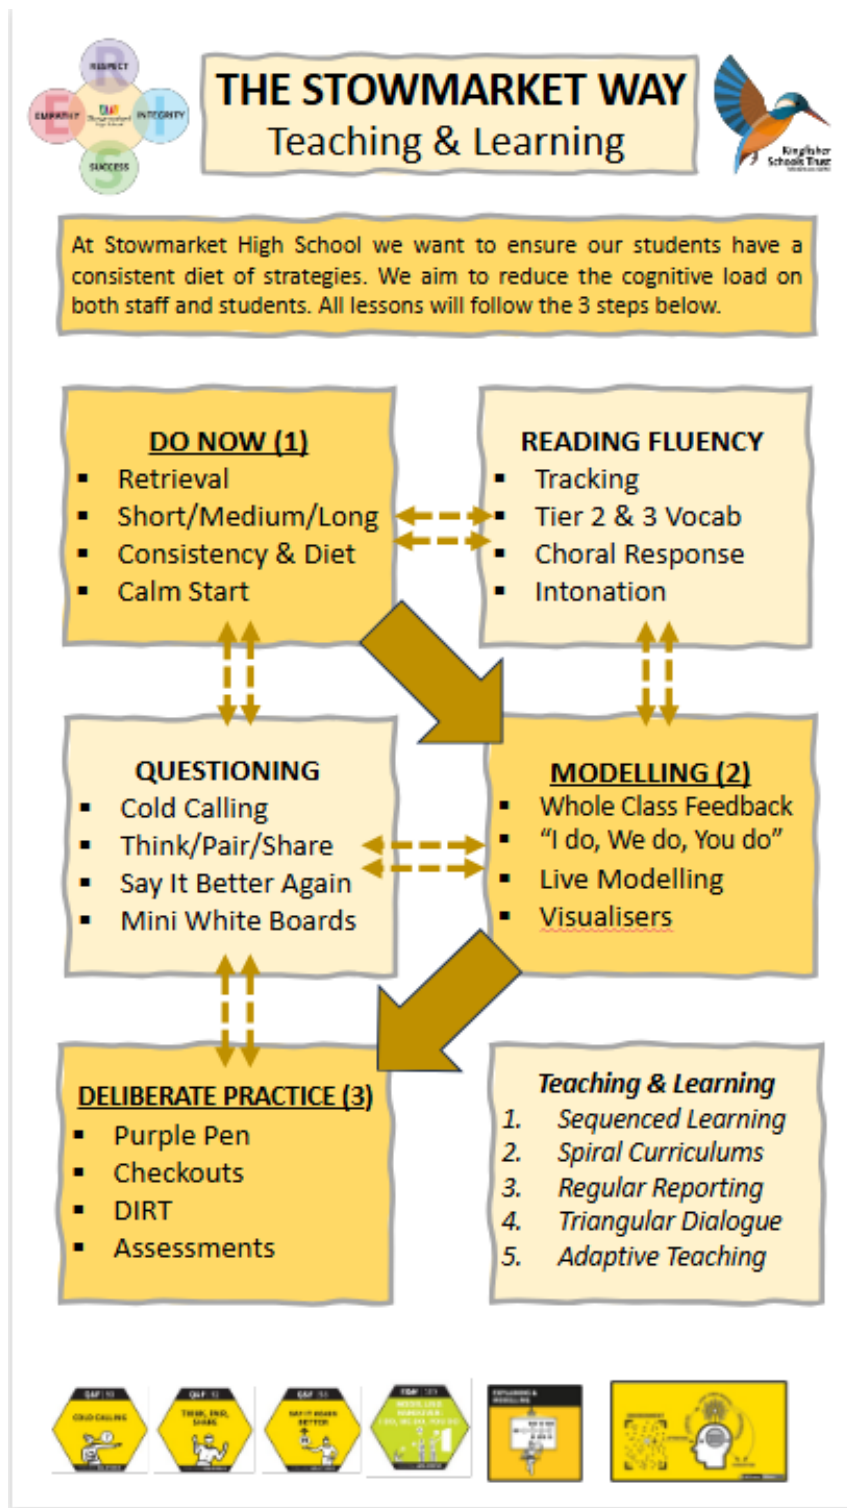 RESPECT
EMPATHY
INTEGRITY
SUCCESS
THE STOWMARKET WAY
Teaching & Learning
Kingfisher
Schools Trust
At Stowmarket High School we want to ensure our students have a
consistent diet of strategies. We aim to reduce the cognitive load on
both staff and students. All lessons will follow the 3 steps below.
DO NOW (1)
▪ Retrieval
▪ Short/Medium/Long
▪ Consistency & Diet
▪ Calm Start
READING FLUENCY
▪ Tracking
▪ Tier 2 & 3 Vocab
▪ Choral Response
▪ Intonation
QUESTIONING
▪ Cold Calling
▪ Think/Pair/Share
▪ Say It Better Again
▪ Mini White Boards
MODELLING (2)
▪ Whole Class Feedback
▪ “I do, We do, You do”
▪ Live Modelling
▪ Visualisers
DELIBERATE PRACTICE (3)
▪ Purple Pen
▪ Checkouts
▪ DIRT
▪ Assessments
Teaching & Learning
1. Sequenced Learning
2. Spiral Curriculums
3. Regular Reporting
4. Triangular Dialogue
5. Adaptive Teaching
COLD CALLING
THINK, PAIR,
SHARE
SAY IT AGAIN
BETTER
EXPLAINING &
MODELLING